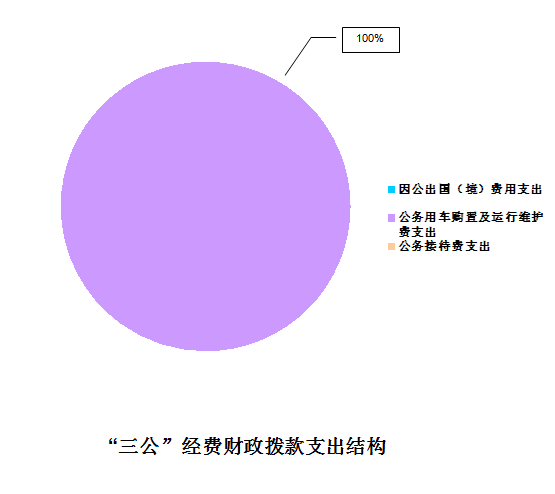 100%
因公出国（境）费用支出
公务用车购置及运行维护
费支出
公务接待费支出
“三公”经费财政拨款支出结构